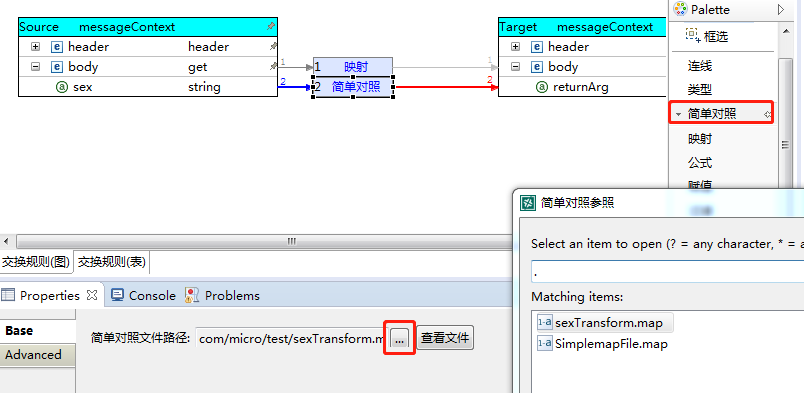 Source messageContext
header header
body get
sex string
1
2
1 映射
2 简单对照
1
2
Target messageContext
header
body
returnArg
Palette
框选
连线
类型
简单对照
映射
公式
赋值
简单对照参照
Select an item to open (? = any character, * = a
.
Matching items:
sexTransform.map
SimplemapFile.map
交换规则(图) 交换规则(表)
Properties Console Problems
Base
Advanced
简单对照文件路径: com/micro/test/sexTransform.m ... 查看文件